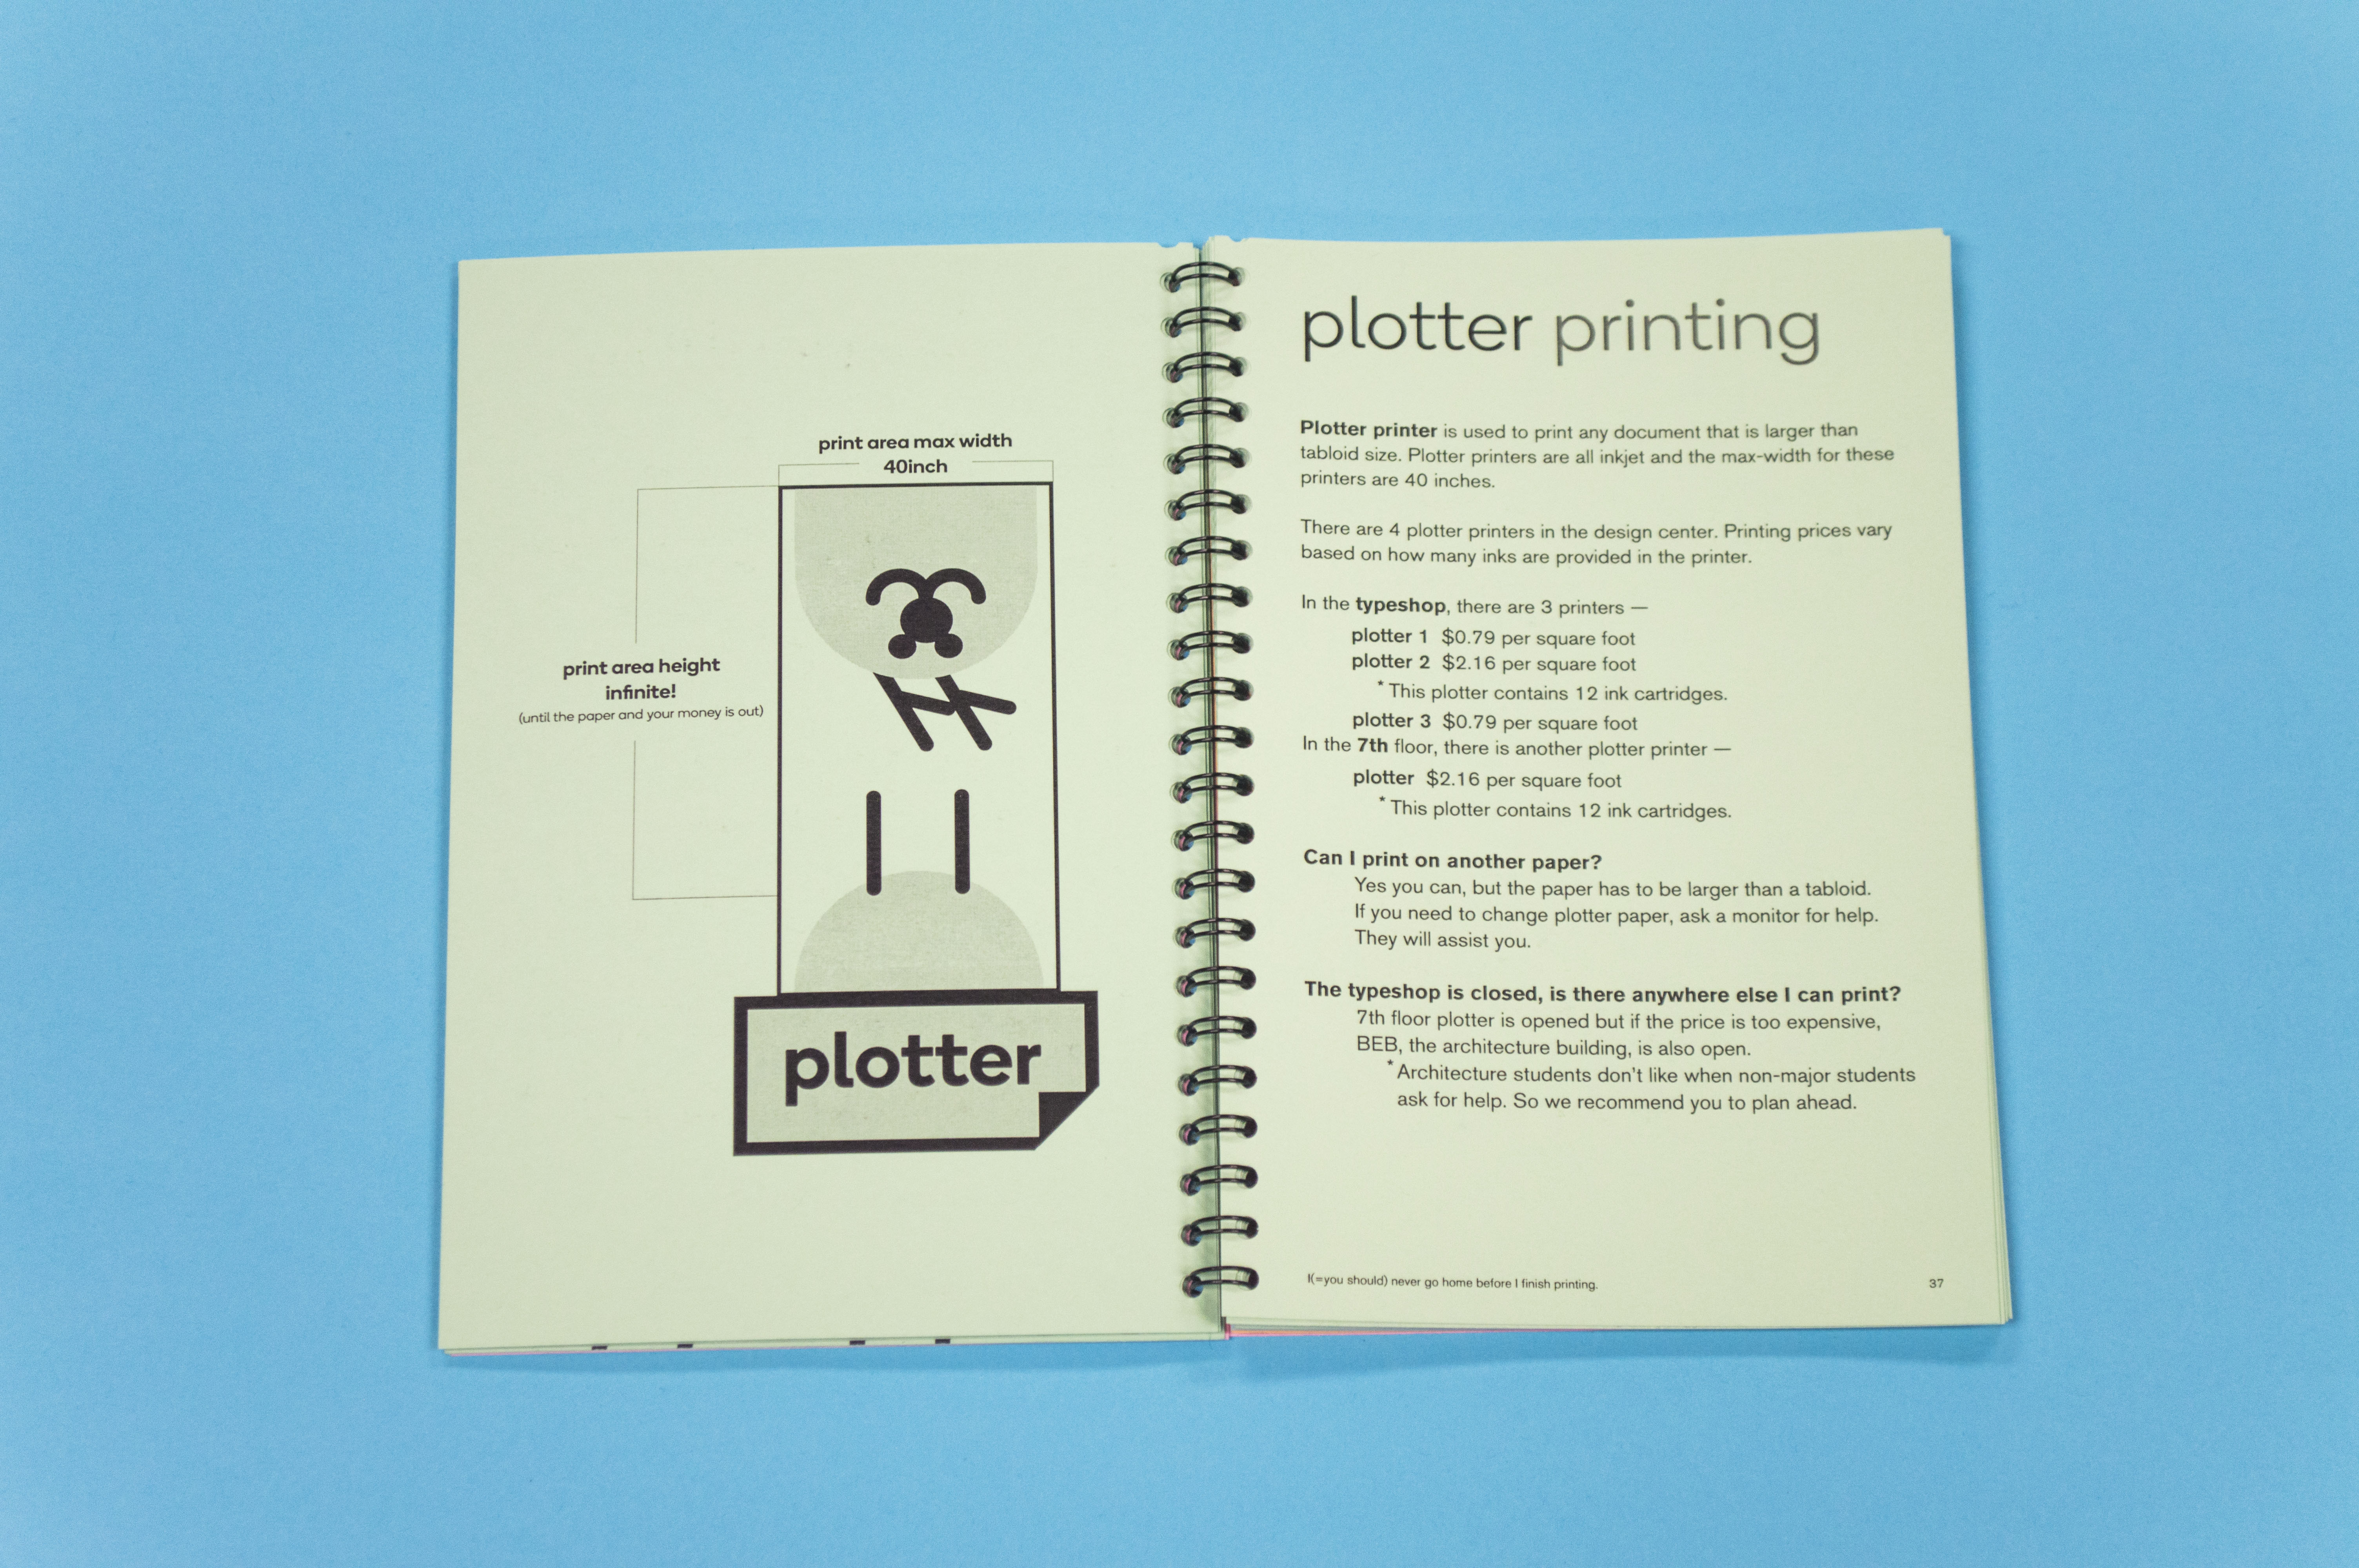 print area max width
40inch
print area height
infinite!
(until the paper and your money is out)
plotter
plotter printing
Plotter printer is used to print any document that is larger than
tabloid size. Plotter printers are all inkjet and the max-width for these
printers are 40 inches.
There are 4 plotter printers in the design center. Printing prices vary
based on how many inks are provided in the printer.
In the typeshop, there are 3 printers —
plotter 1 $0.79 per square foot
plotter 2 $2.16 per square foot
* This plotter contains 12 ink cartridges.
plotter 3 $0.79 per square foot
In the 7th floor, there is another plotter printer —
plotter $2.16 per square foot
* This plotter contains 12 ink cartridges.
Can I print on another paper?
Yes you can, but the paper has to be larger than a tabloid.
If you need to change plotter paper, ask a monitor for help.
They will assist you.
The typeshop is closed, is there anywhere else I can print?
7th floor plotter is opened but if the price is too expensive,
BEB, the architecture building, is also open.
* Architecture students don't like when non-major students
ask for help. So we recommend you to plan ahead.
I(=you should) never go home before I finish printing.
37